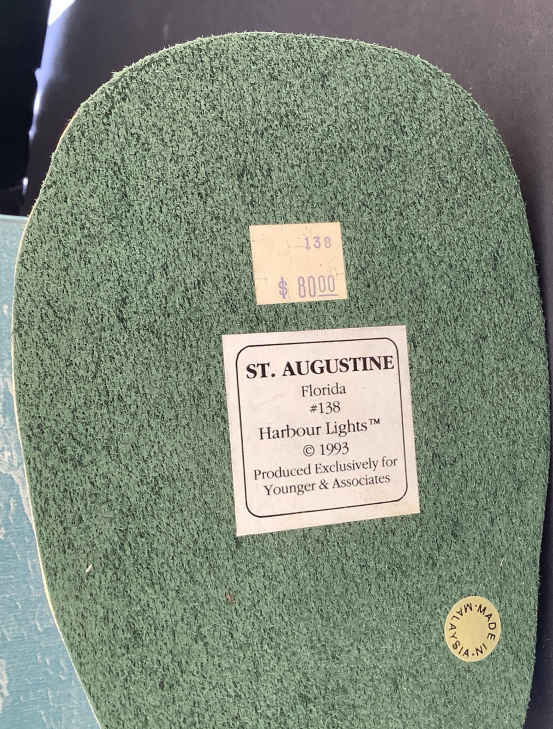 138
$ 80.00
ST. AUGUSTINE
Florida
#138
Harbour Lights™
© 1993
Produced Exclusively for
Younger & Associates
MADE·IN·MALAYSIA